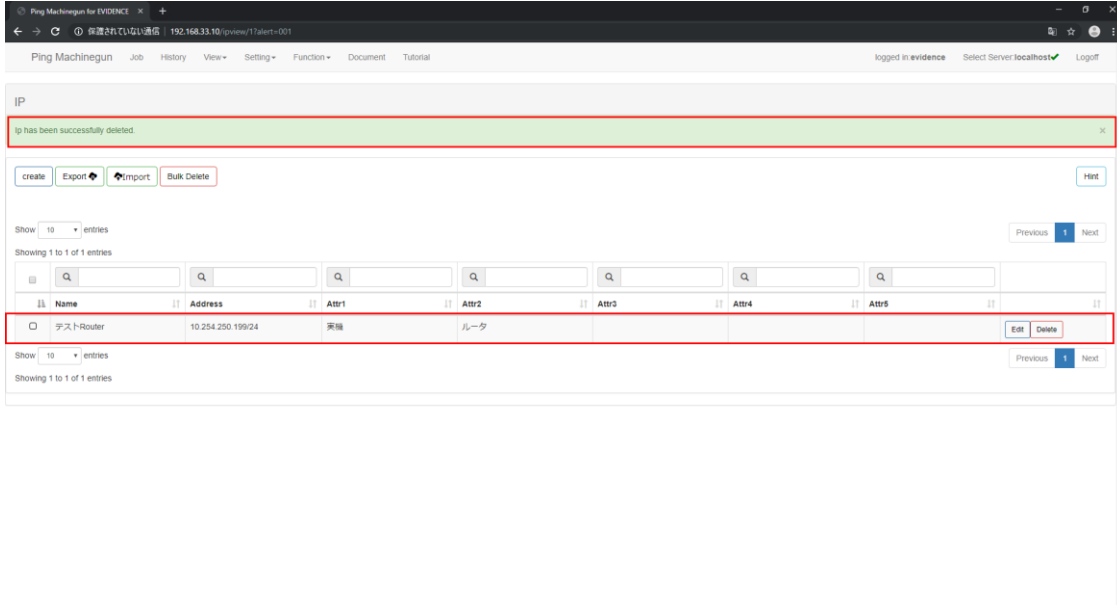 Ping Machinegun for EVIDENCE
保護されていない通信 | 192.168.33.10/ipview/1?alert=001
Ping Machinegun Job History View Setting Function Document Tutorial logged in:evidence Select Server:localhost Logoff
IP
Ip has been successfully deleted. ×
create Export Import Bulk Delete Hint
Show 10 entries Previous 1 Next
Showing 1 to 1 of 1 entries
Name Address Attr1 Attr2 Attr3 Attr4 Attr5
テストRouter 10.254.250.199/24 実機 ルータ Edit Delete
Show 10 entries Previous 1 Next
Showing 1 to 1 of 1 entries